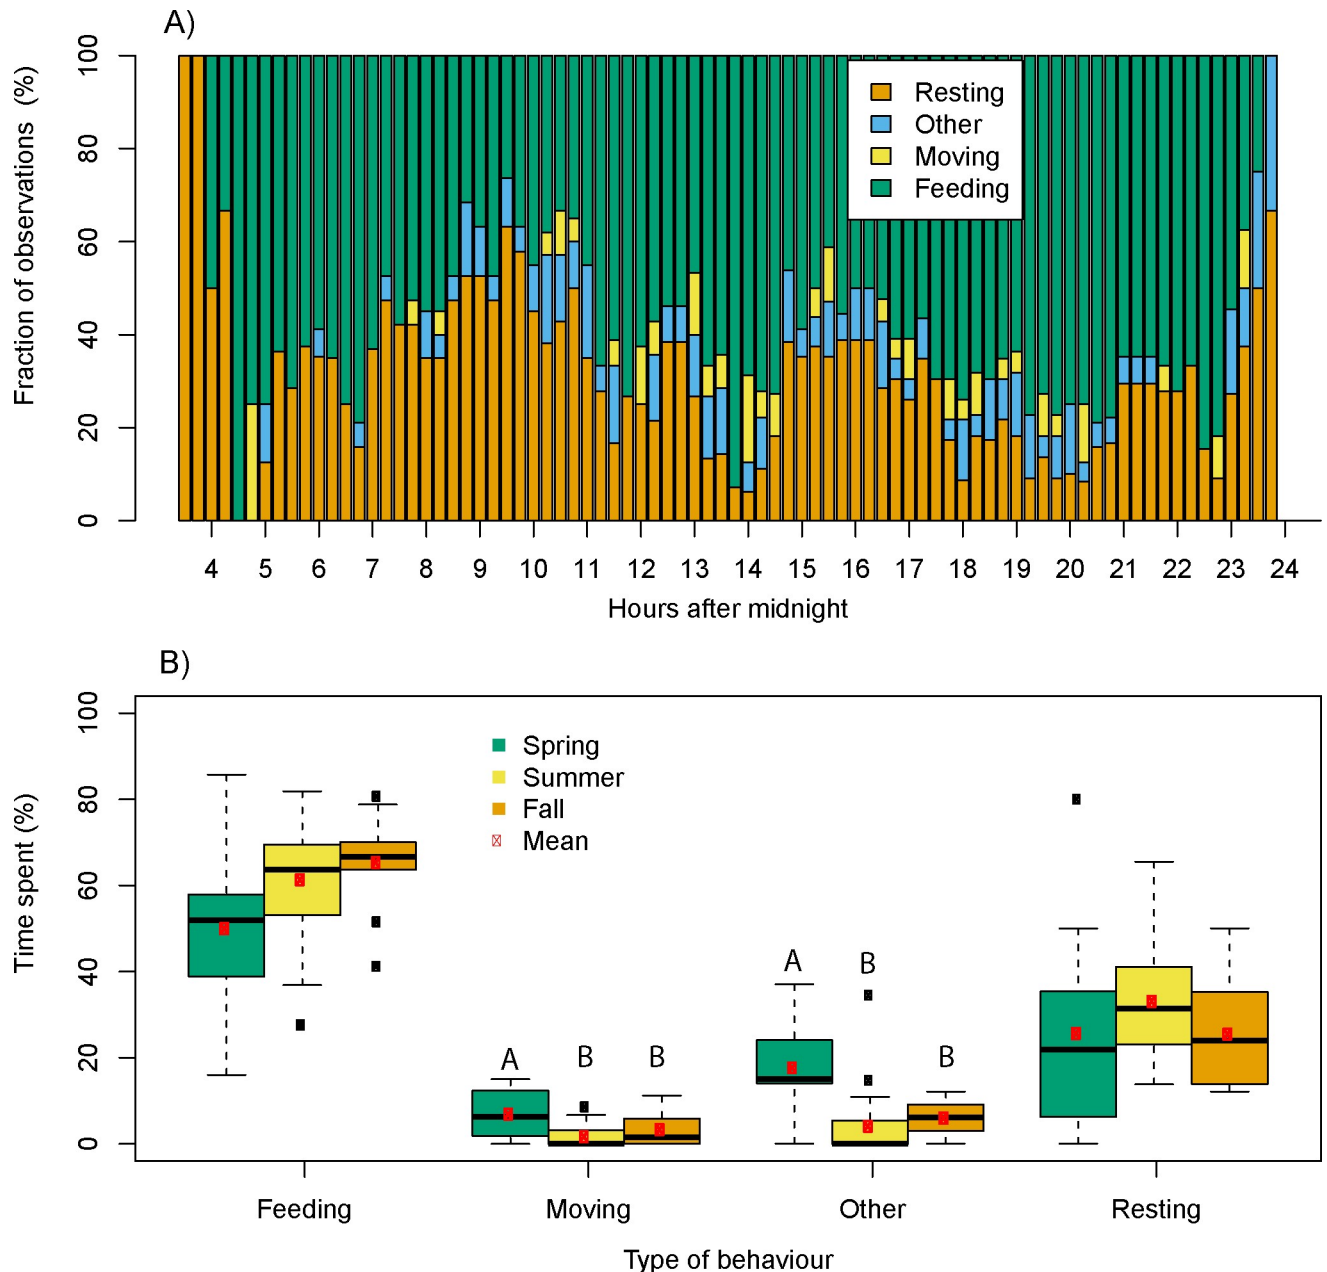 A)
Fraction of observations (%)
100
80
60
40
20
0
Resting
Other
Moving
Feeding
4 5 6 7 8 9 10 11 12 13 14 15 16 17 18 19 20 21 22 23 24
Hours after midnight
B)
Time spent (%)
100
80
60
40
20
0
Spring
Summer
Fall
Mean
A B B
A B B
Feeding Moving Other Resting
Type of behaviour